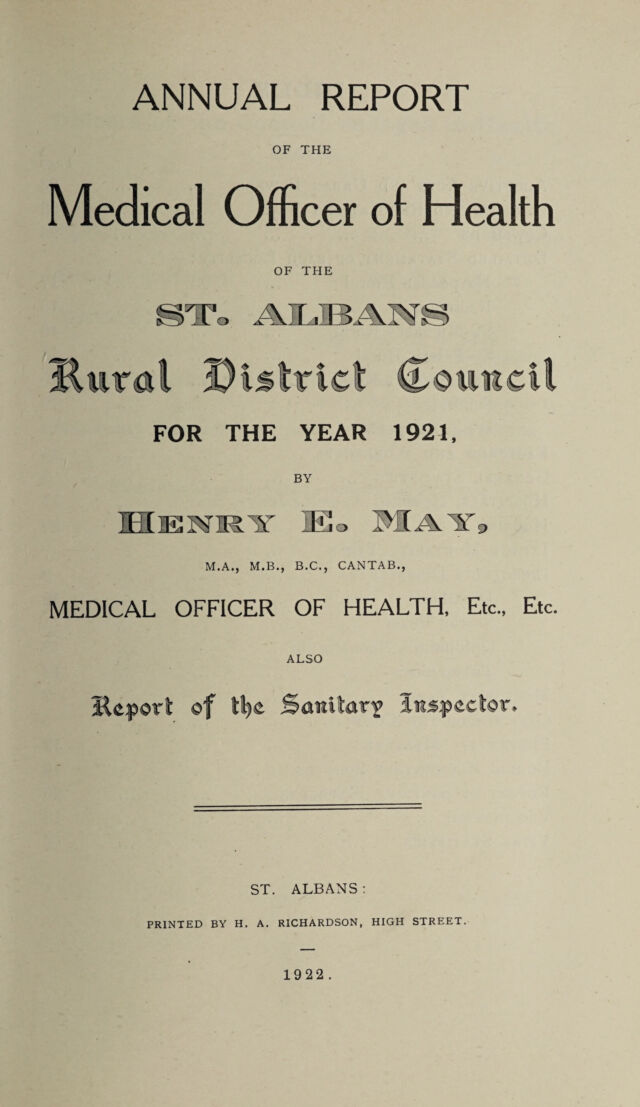 ANNUAL REPORT
OF THE
Medical Officer of Health
OF THE
ST. ALBANS
Rural District Council
FOR THE YEAR 1921,
BY
HENRY E. MAY,
M.A., M.B., B.C., CANTAB.,
MEDICAL OFFICER OF HEALTH, Etc., Etc.
ALSO
Report of the Sanitary Inspector.
ST. ALBANS:
PRINTED BY H. A. RICHARDSON, HIGH STREET.
—
1922.